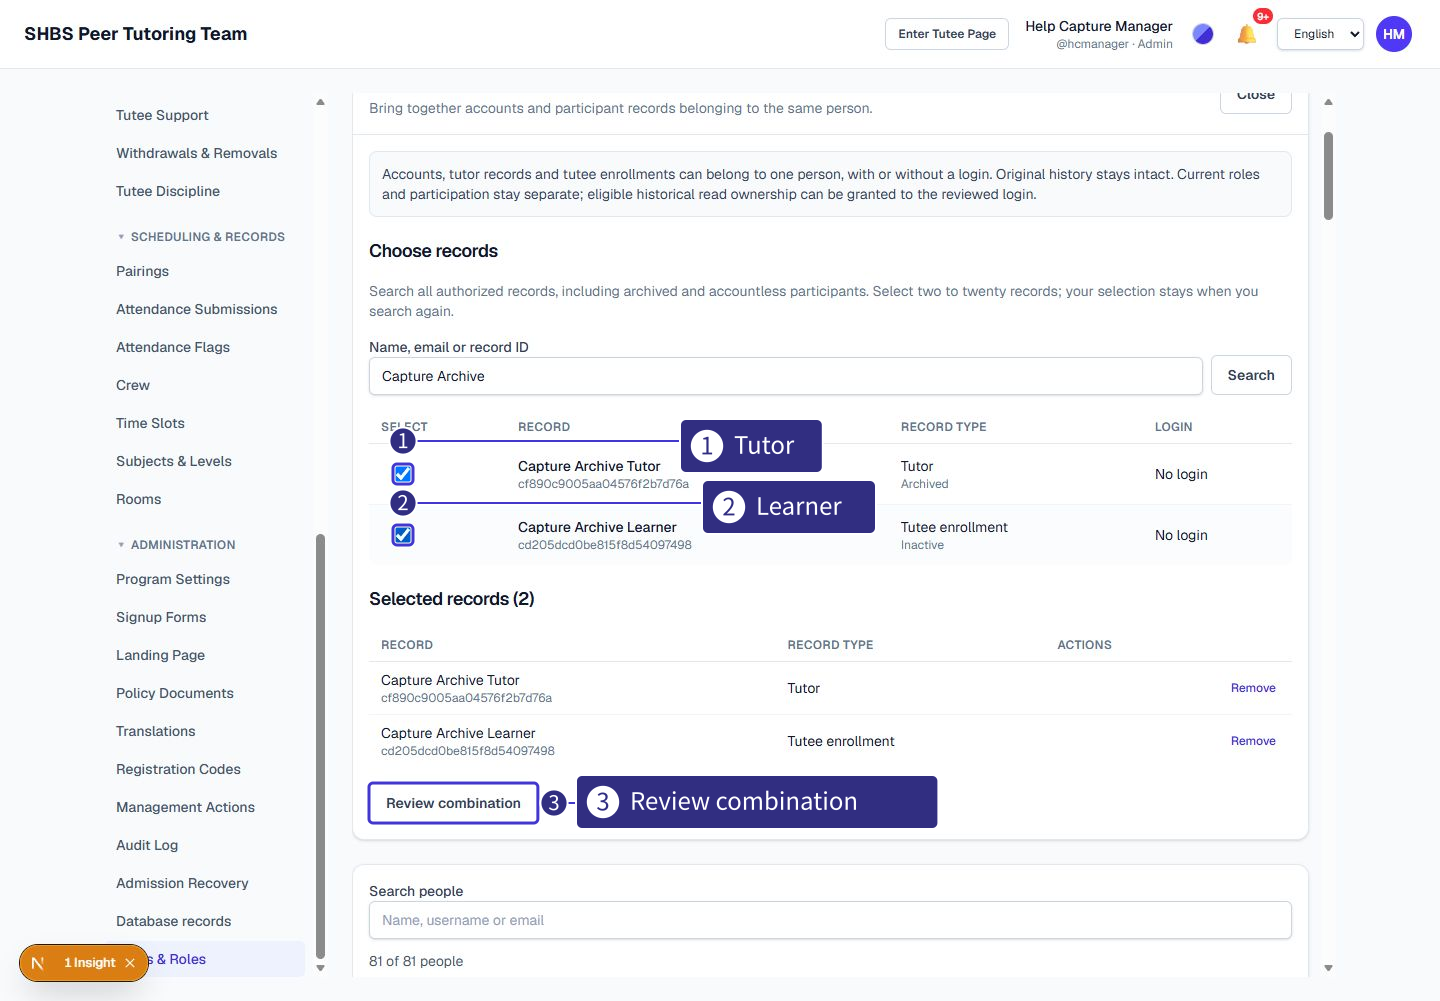 SHBS Peer Tutoring Team
Enter Tutee Page
Help Capture Manager
@hcmanager · Admin
9+
English
HM
Tutee Support
Withdrawals & Removals
Tutee Discipline
SCHEDULING & RECORDS
Pairings
Attendance Submissions
Attendance Flags
Crew
Time Slots
Subjects & Levels
Rooms
ADMINISTRATION
Program Settings
Signup Forms
Landing Page
Policy Documents
Translations
Registration Codes
Management Actions
Audit Log
Admission Recovery
Database records
& Roles
1 Insight
Bring together accounts and participant records belonging to the same person.
Close
Accounts, tutor records and tutee enrollments can belong to one person, with or without a login. Original history stays intact. Current roles
and participation stay separate; eligible historical read ownership can be granted to the reviewed login.
Choose records
Search all authorized records, including archived and accountless participants. Select two to twenty records; your selection stays when you
search again.
Name, email or record ID
Capture Archive
Search
SELECT RECORD RECORD TYPE LOGIN
1 1 Tutor
Capture Archive Tutor Tutor No login
cf890c9005aa04576f2b7d76a Archived
2 2 Learner
Capture Archive Learner Tutee enrollment No login
cd205dcd0be815f8d54097498 Inactive
Selected records (2)
RECORD RECORD TYPE ACTIONS
Capture Archive Tutor Tutor Remove
cf890c9005aa04576f2b7d76a
Capture Archive Learner Tutee enrollment Remove
cd205dcd0be815f8d54097498
Review combination 3 3 Review combination
Search people
Name, username or email
81 of 81 people